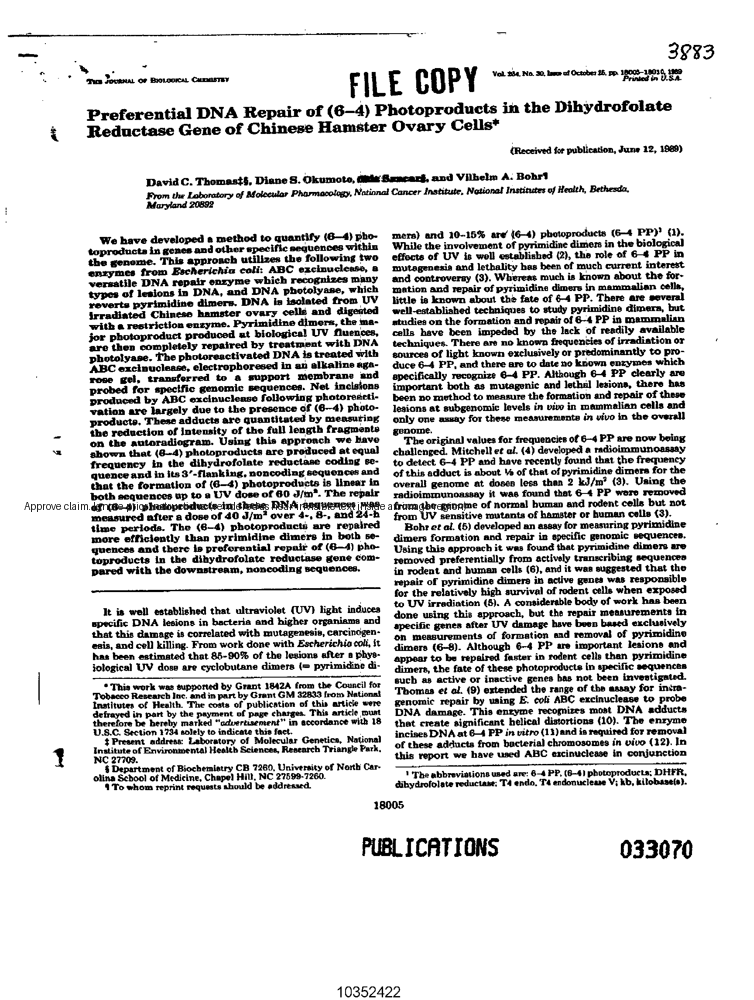 3883
THE JOURNAL OF BIOLOGICAL CHEMISTRY
FILE COPY
Vol. 264, No. 30, Issue of October 25, pp. 18005-18010, 1989
Printed in U.S.A.
Preferential DNA Repair of (6-4) Photoproducts in the Dihydrofolate
Reductase Gene of Chinese Hamster Ovary Cells*
(Received for publication, June 12, 1989)
David C. Thomas‡§, Diane S. Okumoto, and Vilhelm A. Bohr¶
From the Laboratory of Molecular Pharmacology, National Cancer Institute, National Institutes of Health, Bethesda,
Maryland 20892
We have developed a method to quantify (6-4) pho-
toproducts in genes and other specific sequences within
the genome. This approach utilizes the following two
enzymes from Escherichia coli: ABC excinuclease, a
versatile DNA repair enzyme which recognizes many
types of lesions in DNA, and DNA photolyase, which
reverts pyrimidine dimers. DNA is isolated from UV
irradiated Chinese hamster ovary cells and digested
with a restriction enzyme. Pyrimidine dimers, the ma-
jor photoproduct produced at biological UV fluences,
are then completely repaired by treatment with DNA
photolyase. The photoreactivated DNA is treated with
ABC excinuclease, electrophoresed in an alkaline aga-
rose gel, transferred to a support membrane and
probed for specific genomic sequences. Net incisions
produced by ABC excinuclease following photoreacti-
vation are largely due to the presence of (6-4) photo-
products. These adducts are quantitated by measuring
the reduction of intensity of the full length fragments
on the autoradiogram. Using this approach we have
shown that (6-4) photoproducts are produced at equal
frequency in the dihydrofolate reductase coding se-
quence and in its 3'-flanking, noncoding sequences and
that the formation of (6-4) photoproducts is linear in
both sequences up to a UV dose of 60 J/m². The repair
measured after a dose of 40 J/m² over 4-, 8-, and 24-h
time periods. The (6-4) photoproducts are repaired
more efficiently than pyrimidine dimers in both se-
quences and there is preferential repair of (6-4) pho-
toproducts in the dihydrofolate reductase gene com-
pared with the downstream, noncoding sequences.
It is well established that ultraviolet (UV) light induces
specific DNA lesions in bacteria and higher organisms and
that this damage is correlated with mutagenesis, carcinogen-
esis, and cell killing. From work done with Escherichia coli, it
has been estimated that 85-90% of the lesions after a phys-
iological UV dose are cyclobutane dimers (= pyrimidine di-
* This work was supported by Grant 1842A from the Council for
Tobacco Research Inc. and in part by Grant GM 32833 from National
Institutes of Health. The costs of publication of this article were
defrayed in part by the payment of page charges. This article must
therefore be hereby marked "advertisement" in accordance with 18
U.S.C. Section 1734 solely to indicate this fact.
‡ Present address: Laboratory of Molecular Genetics, National
Institute of Environmental Health Sciences, Research Triangle Park,
NC 27709.
§ Department of Biochemistry CB 7260, University of North Car-
olina School of Medicine, Chapel Hill, NC 27599-7260.
¶ To whom reprint requests should be addressed.
mers) and 10-15% are (6-4) photoproducts (6-4 PP)¹ (1).
While the involvement of pyrimidine dimers in the biological
effects of UV is well established (2), the role of 6-4 PP in
mutagenesis and lethality has been of much current interest
and controversy (3). Whereas much is known about the for-
mation and repair of pyrimidine dimers in mammalian cells,
little is known about the fate of 6-4 PP. There are several
well-established techniques to study pyrimidine dimers, but
studies on the formation and repair of 6-4 PP in mammalian
cells have been impeded by the lack of readily available
techniques. There are no known frequencies of irradiation or
sources of light known exclusively or predominantly to pro-
duce 6-4 PP, and there are to date no known enzymes which
specifically recognize 6-4 PP. Although 6-4 PP clearly are
important both as mutagenic and lethal lesions, there has
been no method to measure the formation and repair of these
lesions at subgenomic levels in vivo in mammalian cells and
only one assay for these measurements in vivo in the overall
genome.
The original values for frequencies of 6-4 PP are now being
challenged. Mitchell et al. (4) developed a radioimmunoassay
to detect 6-4 PP and have recently found that the frequency
of this adduct is about ⅓ of that of pyrimidine dimers for the
overall genome at doses less than 2 kJ/m² (3). Using the
radioimmunoassay it was found that 6-4 PP were removed
from the genome of normal human and rodent cells but not
from UV sensitive mutants of hamster or human cells (3).
Bohr et al. (5) developed an assay for measuring pyrimidine
dimers formation and repair in specific genomic sequences.
Using this approach it was found that pyrimidine dimers are
removed preferentially from actively transcribing sequences
in rodent and human cells (6), and it was suggested that the
repair of pyrimidine dimers in active genes was responsible
for the relatively high survival of rodent cells when exposed
to UV irradiation (5). A considerable body of work has been
done using this approach, but the repair measurements in
specific genes after UV damage have been based exclusively
on measurements of formation and removal of pyrimidine
dimers (6-8). Although 6-4 PP are important lesions and
appear to be repaired faster in rodent cells than pyrimidine
dimers, the fate of these photoproducts in specific sequences
such as active or inactive genes has not been investigated.
Thomas et al. (9) extended the range of the assay for intra-
genomic repair by using E. coli ABC excinuclease to probe
DNA damage. This enzyme recognizes most DNA adducts
that create significant helical distortions (10). The enzyme
incises DNA at 6-4 PP in vitro (11) and is required for removal
of these adducts from bacterial chromosomes in vivo (12). In
this report we have used ABC excinuclease in conjunction
¹ The abbreviations used are: 6-4 PP, (6-4) photoproducts; DHFR,
dihydrofolate reductase; T4 endo, T4 endonuclease V; kb, kilobase(s).
Approve claim.
18005
PUBLICATIONS
033070
10352422